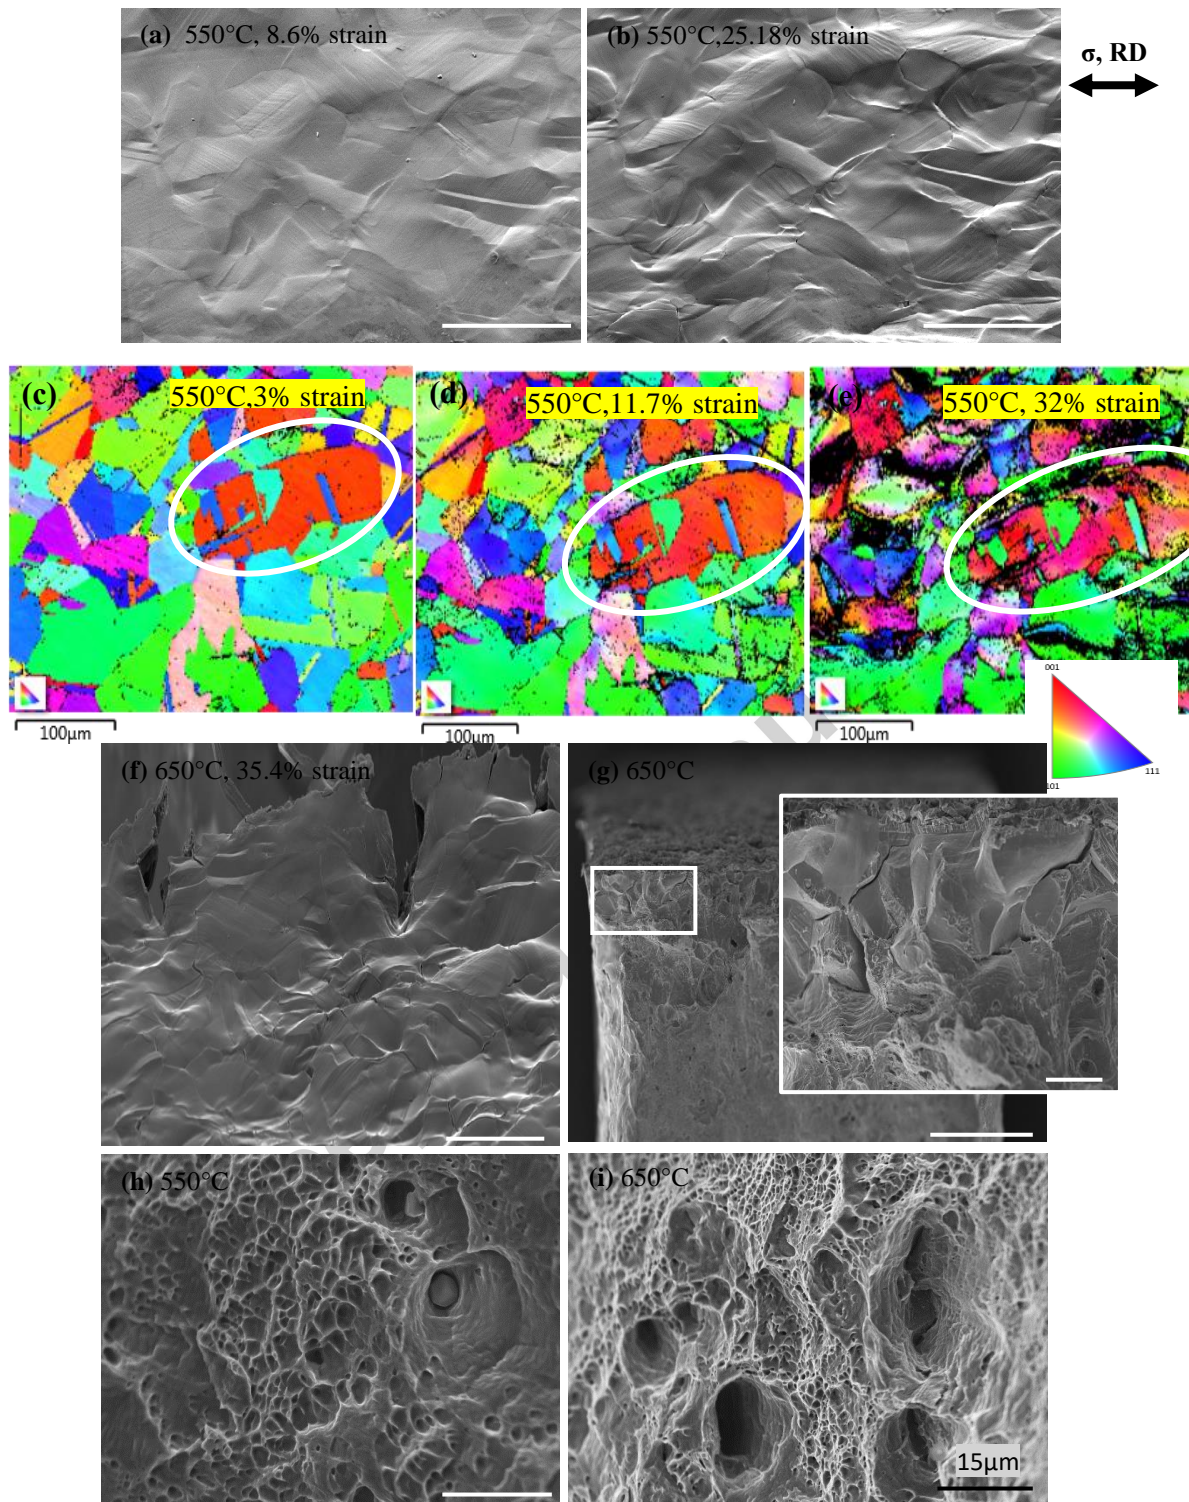 (a) 550°C, 8.6% strain
(b) 550°C,25.18% strain
σ, RD
(c) 550°C,3% strain
(d) 550°C,11.7% strain
(e) 550°C, 32% strain
100µm
100µm
100µm
001
101
111
(f) 650°C, 35.4% strain
(g) 650°C
(h) 550°C
(i) 650°C
15µm